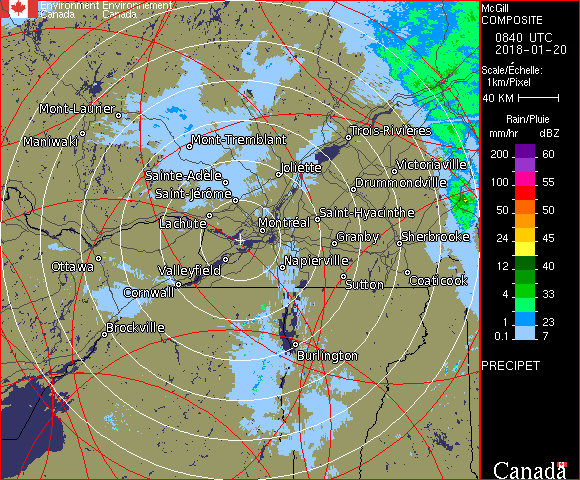 Environment Environnement
Canada Canada
McGill
COMPOSITE
0840 UTC
2018-01-20
Scale/Échelle:
1km/Pixel
40 KM
Rain/Pluie
mm/hr dBZ
200 60
100 55
50 50
24 45
12 40
4 33
1 23
0.1 7
PRECIPET
Canada
Mont-Laurier
Maniwaki
Mont-Tremblant
Trois-Rivières
Sainte-Adèle
Joliette
Victoriaville
Saint-Jérôme
Drummondville
Lachute
Montréal
Saint-Hyacinthe
Granby
Sherbrooke
Ottawa
Valleyfield
Napierville
Cornwall
Sutton
Coaticook
Brockville
Burlington